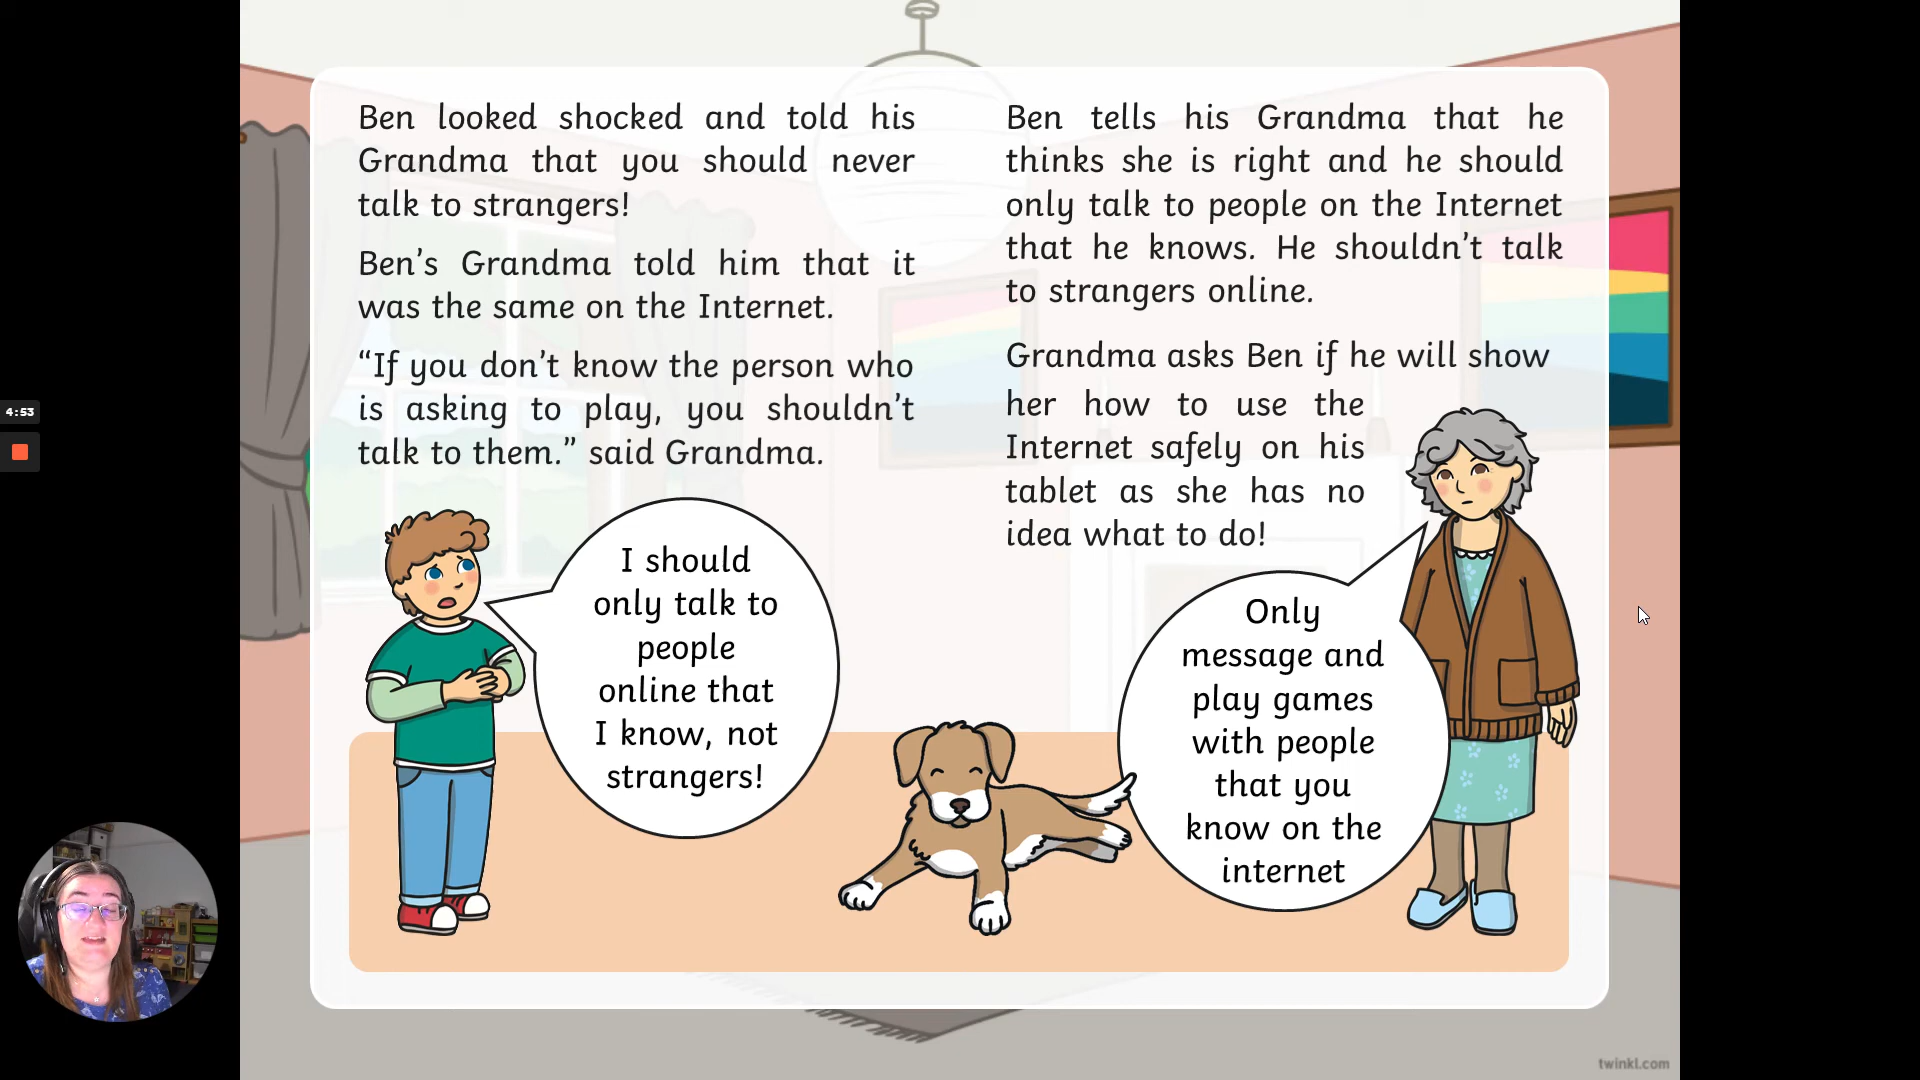 Ben looked shocked and told his
Grandma that you should never
talk to strangers!
Ben’s Grandma told him that it
was the same on the Internet.
“If you don’t know the person who
is asking to play, you shouldn’t
talk to them.” said Grandma.
I should
only talk to
people
online that
I know, not
strangers!
Ben tells his Grandma that he
thinks she is right and he should
only talk to people on the Internet
that he knows. He shouldn’t talk
to strangers online.
Grandma asks Ben if he will show
her how to use the
Internet safely on his
tablet as she has no
idea what to do!
Only
message and
play games
with people
that you
know on the
internet
4:53
twinkl.com